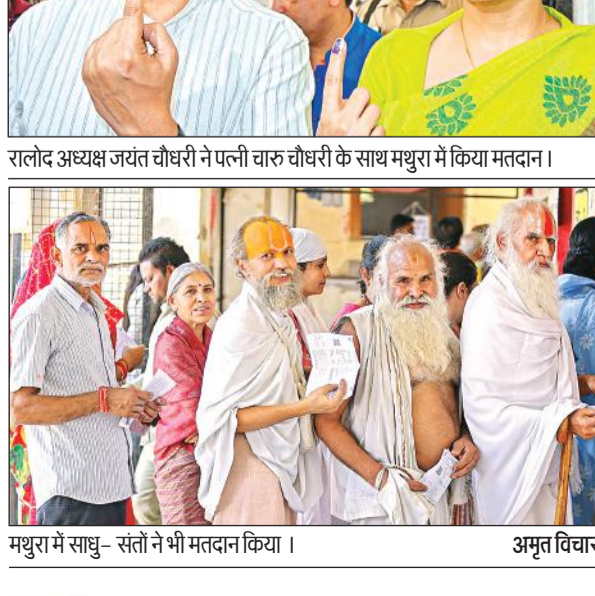 रालोद अध्यक्ष जयंत चौधरी ने पत्नी चारु चौधरी के साथ मथुरा में किया मतदान।
मथुरा में साधु- संतों ने भी मतदान किया ।
अमृत विचार